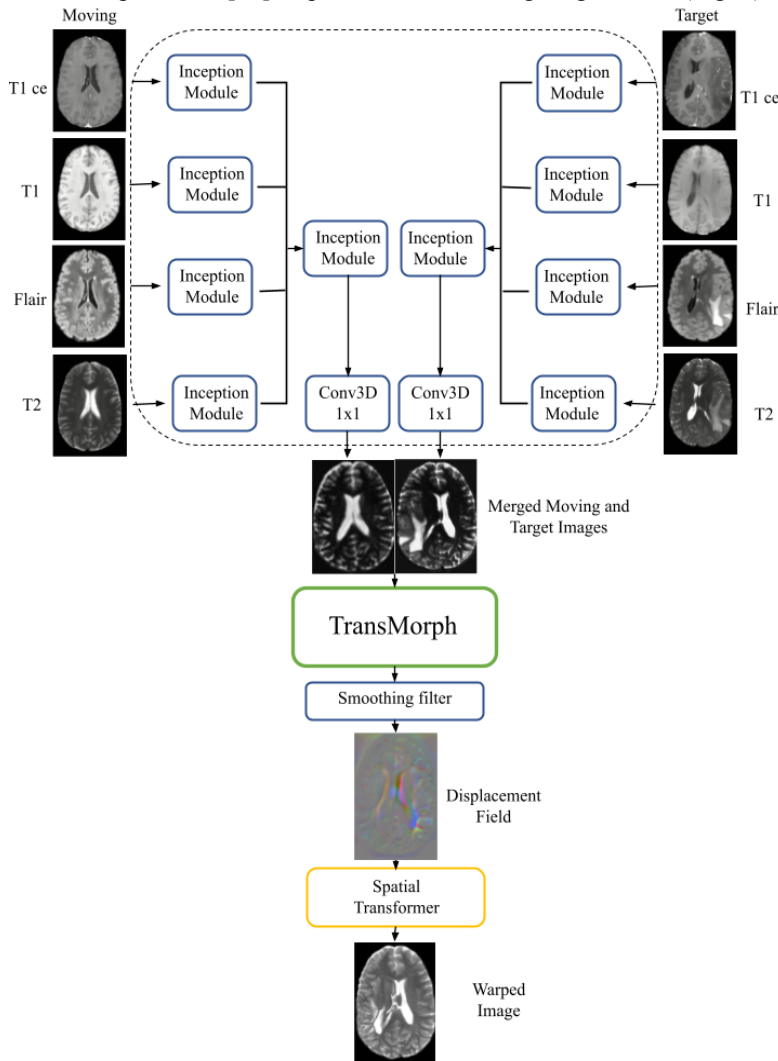 Moving
Target
T1 ce
Inception
Module
Inception
Module
T1 ce
T1
Inception
Module
Inception
Module
T1
Inception
Module
Inception
Module
Flair
Inception
Module
Inception
Module
Flair
T2
Inception
Module
Conv3D
1x1
Conv3D
1x1
Inception
Module
T2
Merged Moving and
Target Images
TransMorph
Smoothing filter
Displacement
Field
Spatial
Transformer
Warped
Image